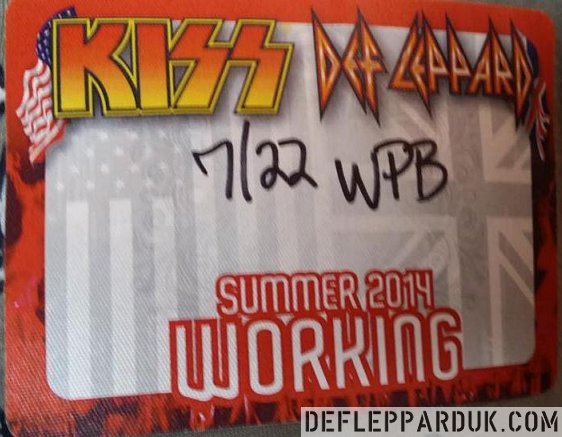 KISS DEF LEPPARD
7/22 WPB
SUMMER 2014
WORKING
DEFLEPPARDUK.COM